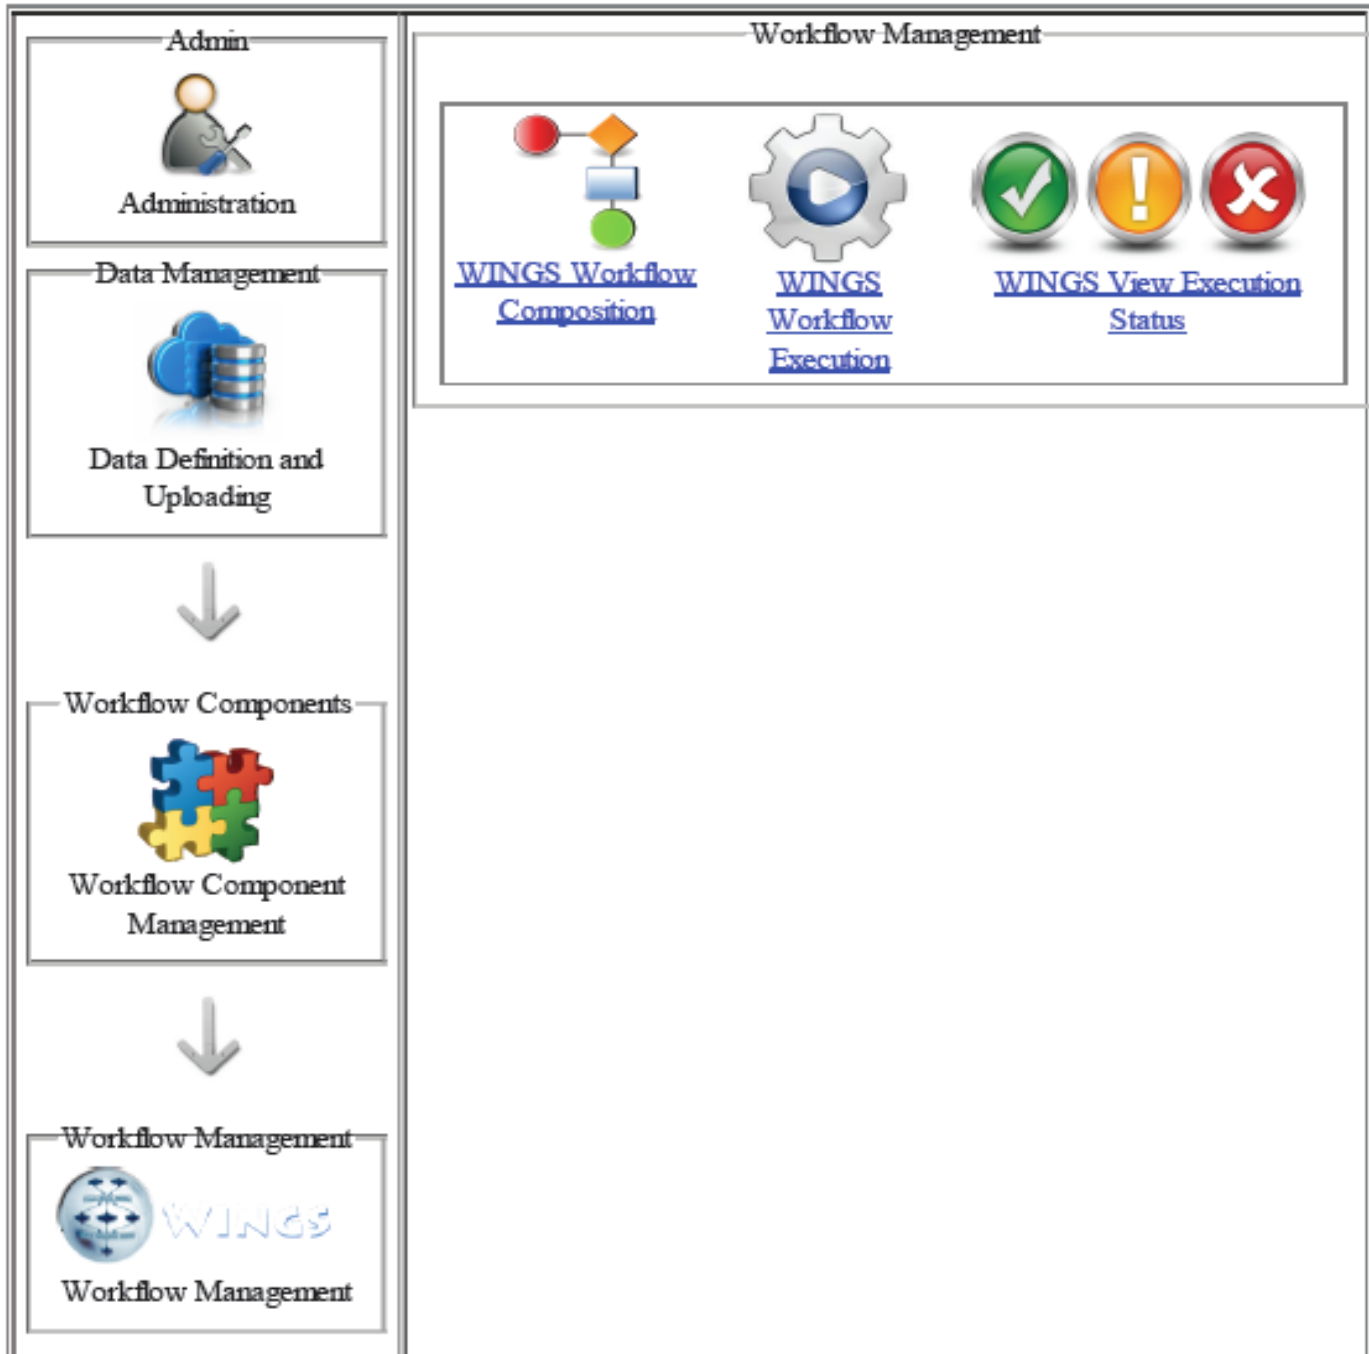 Admin
Administration
Data Management
Data Definition and
Uploading
Workflow Components
Workflow Component
Management
Workflow Management
WINGS
Workflow Management
Workflow Management
WINGS Workflow
Composition
WINGS
Workflow
Execution
WINGS View Execution
Status